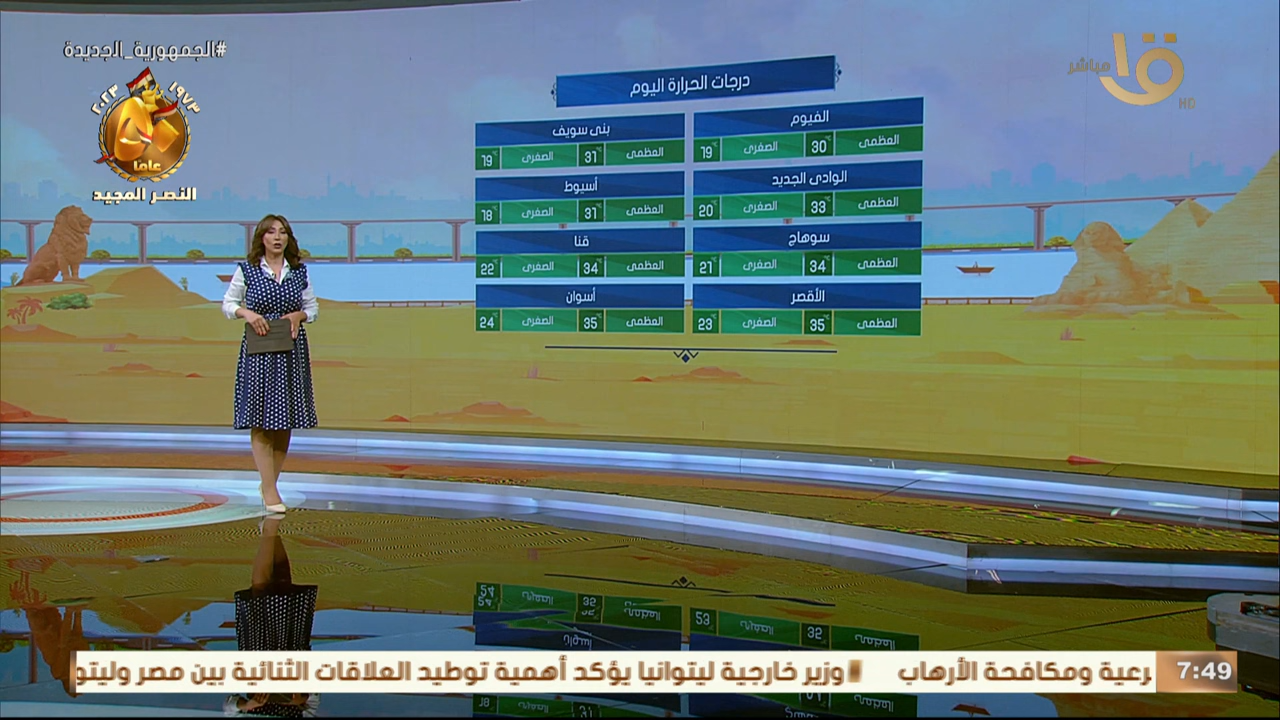 #الجمهورية_الجديدة
١٩٧٣
٢٠٢٣
٥٠
عامًا
النصر المجيد
مباشر
HD
درجات الحرارة اليوم
الفيوم
العظمى 30 الصغرى 19
بنى سويف
العظمى 31 الصغرى 19
الوادى الجديد
العظمى 33 الصغرى 20
أسيوط
العظمى 31 الصغرى 18
سوهاج
العظمى 34 الصغرى 21
قنا
العظمى 34 الصغرى 22
الأقصر
العظمى 35 الصغرى 23
أسوان
العظمى 35 الصغرى 24
7:49 رعية ومكافحة الأرهاب وزير خارجية ليتوانيا يؤكد أهمية توطيد العلاقات الثنائية بين مصر وليتو